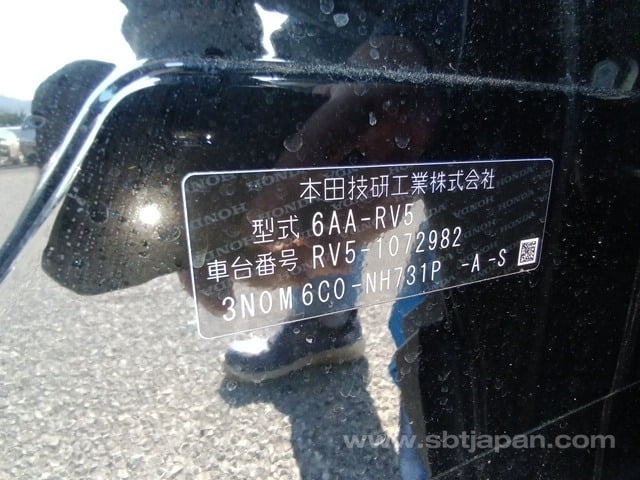 本田技研工業株式会社
型式 6AA-RV5
車台番号 RV5-1072982
3N0M6C0-NH731P -A-S
www.sbtjapan.com